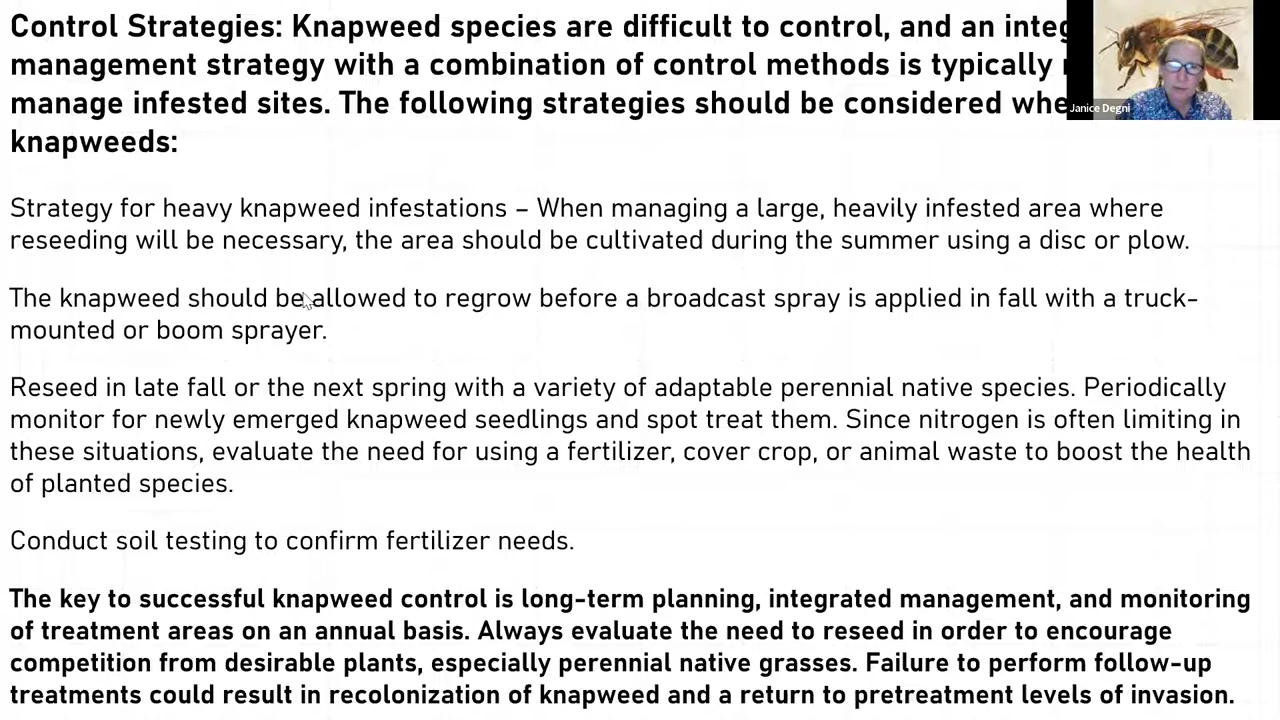 Control Strategies: Knapweed species are difficult to control, and an integ
management strategy with a combination of control methods is typically
manage infested sites. The following strategies should be considered whe
knapweeds:
Janice Degni
Strategy for heavy knapweed infestations – When managing a large, heavily infested area where
reseeding will be necessary, the area should be cultivated during the summer using a disc or plow.
The knapweed should be allowed to regrow before a broadcast spray is applied in fall with a truck-
mounted or boom sprayer.
Reseed in late fall or the next spring with a variety of adaptable perennial native species. Periodically
monitor for newly emerged knapweed seedlings and spot treat them. Since nitrogen is often limiting in
these situations, evaluate the need for using a fertilizer, cover crop, or animal waste to boost the health
of planted species.
Conduct soil testing to confirm fertilizer needs.
The key to successful knapweed control is long-term planning, integrated management, and monitoring
of treatment areas on an annual basis. Always evaluate the need to reseed in order to encourage
competition from desirable plants, especially perennial native grasses. Failure to perform follow-up
treatments could result in recolonization of knapweed and a return to pretreatment levels of invasion.